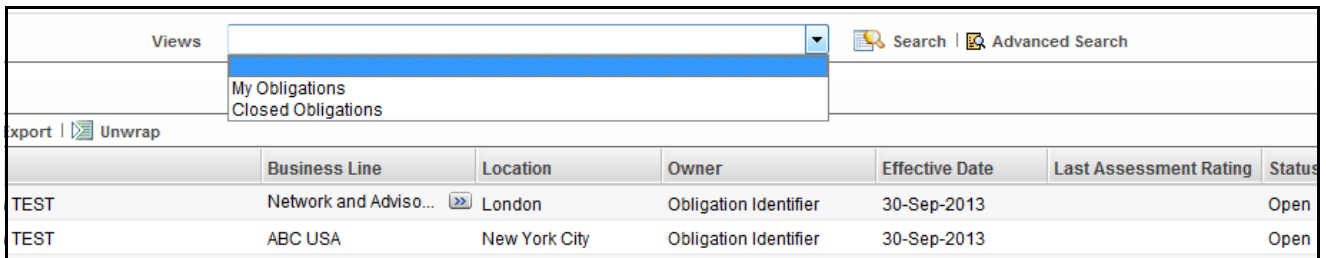 Views Search | Advanced Search
My Obligations
Closed Obligations
Export | Unwrap
Business Line Location Owner Effective Date Last Assessment Rating Status
TEST Network and Adviso... London Obligation Identifier 30-Sep-2013 Open
TEST ABC USA New York City Obligation Identifier 30-Sep-2013 Open